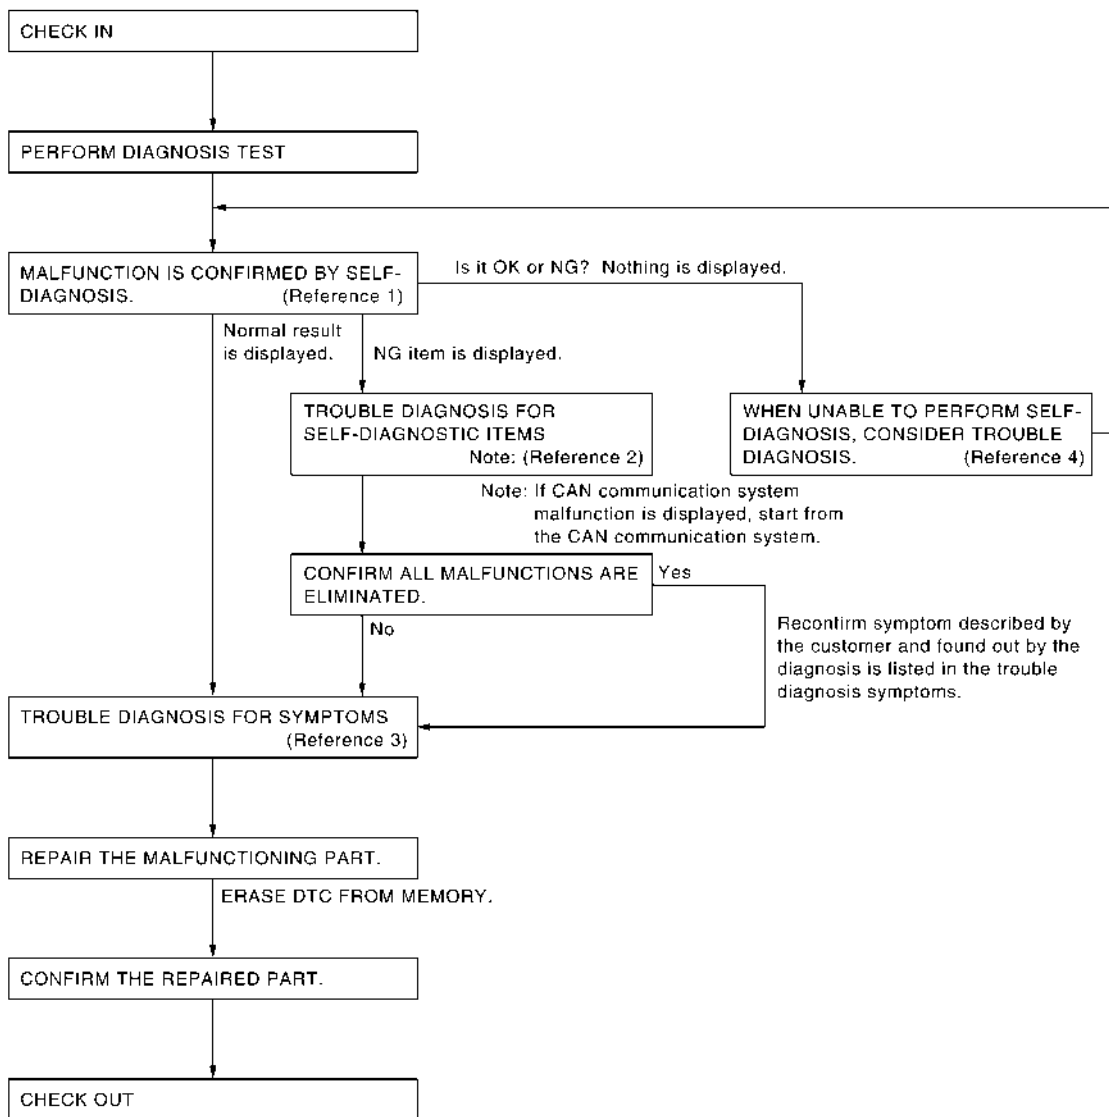 CHECK IN
PERFORM DIAGNOSIS TEST
MALFUNCTION IS CONFIRMED BY SELF-
DIAGNOSIS. (Reference 1)
Is it OK or NG? Nothing is displayed.
Normal result
is displayed.
NG item is displayed.
TROUBLE DIAGNOSIS FOR
SELF-DIAGNOSTIC ITEMS
Note: (Reference 2)
WHEN UNABLE TO PERFORM SELF-
DIAGNOSIS, CONSIDER TROUBLE
DIAGNOSIS. (Reference 4)
Note: If CAN communication system
malfunction is displayed, start from
the CAN communication system.
CONFIRM ALL MALFUNCTIONS ARE
ELIMINATED.
Yes
No
Reconfirm symptom described by
the customer and found out by the
diagnosis is listed in the trouble
diagnosis symptoms.
TROUBLE DIAGNOSIS FOR SYMPTOMS
(Reference 3)
REPAIR THE MALFUNCTIONING PART.
ERASE DTC FROM MEMORY.
CONFIRM THE REPAIRED PART.
CHECK OUT